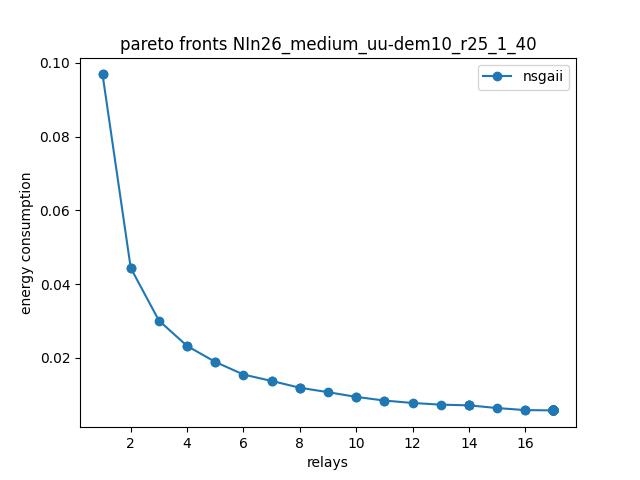 pareto fronts NIn26_medium_uu-dem10_r25_1_40
nsgaii
0.10
0.08
0.06
0.04
0.02
energy consumption
2 4 6 8 10 12 14 16
relays